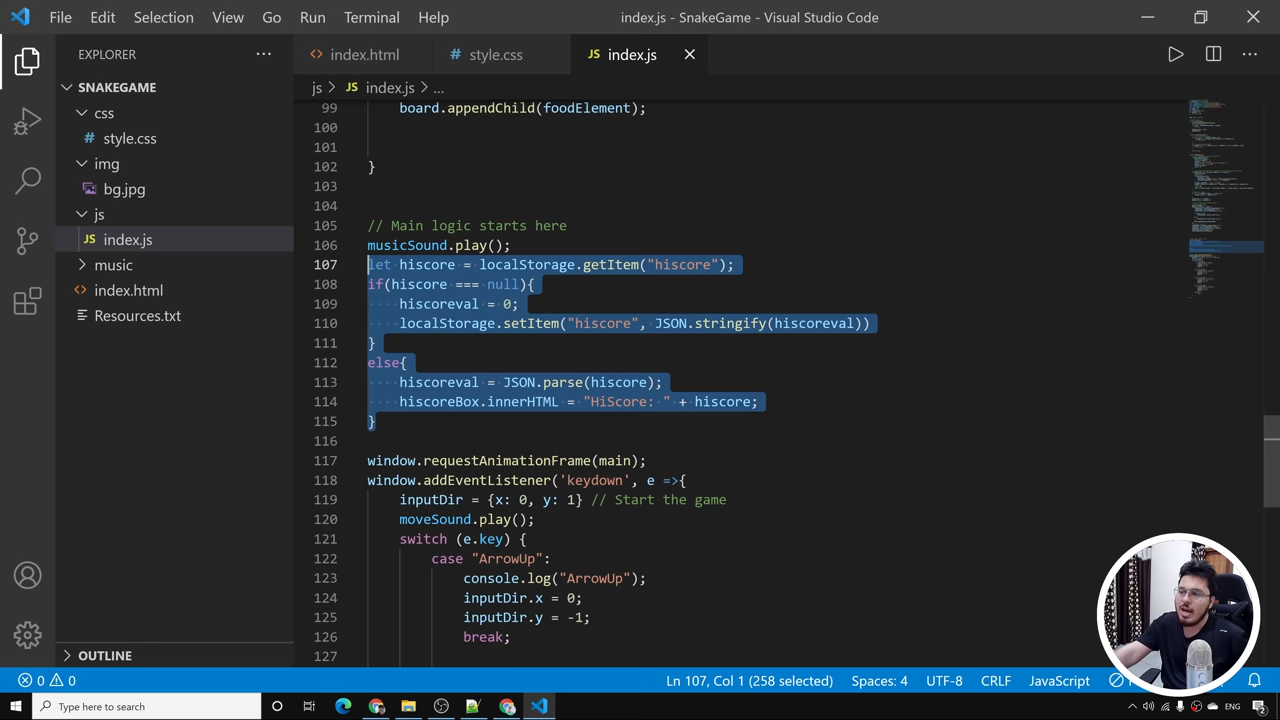 File Edit Selection View Go Run Terminal Help
index.js - SnakeGame - Visual Studio Code
EXPLORER
SNAKEGAME
css
# style.css
img
bg.jpg
js
JS index.js
music
<> index.html
Resources.txt
OUTLINE
<> index.html # style.css JS index.js
js > JS index.js > ...
99 board.appendChild(foodElement);
100
101
102 }
103
104
105 // Main logic starts here
106 musicSound.play();
107 let hiscore = localStorage.getItem("hiscore");
108 if(hiscore === null){
109 hiscoreval = 0;
110 localStorage.setItem("hiscore", JSON.stringify(hiscoreval))
111 }
112 else{
113 hiscoreval = JSON.parse(hiscore);
114 hiscoreBox.innerHTML = "HiScore: " + hiscore;
115 }
116
117 window.requestAnimationFrame(main);
118 window.addEventListener('keydown', e =>{
119 inputDir = {x: 0, y: 1} // Start the game
120 moveSound.play();
121 switch (e.key) {
122 case "ArrowUp":
123 console.log("ArrowUp");
124 inputDir.x = 0;
125 inputDir.y = -1;
126 break;
127
0 0 Ln 107, Col 1 (258 selected) Spaces: 4 UTF-8 CRLF JavaScript
Type here to search
ENG
2